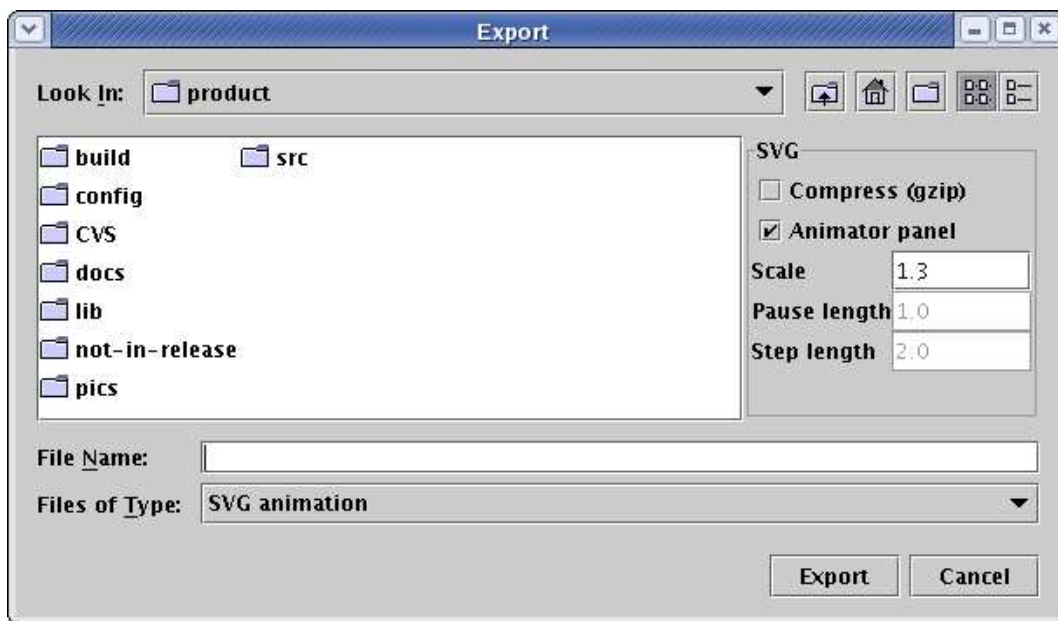 Export
Look In: product
build src
config
CVS
docs
lib
not-in-release
pics
SVG
Compress (gzip)
Animator panel
Scale 1.3
Pause length 1.0
Step length 2.0
File Name:
Files of Type: SVG animation
Export Cancel